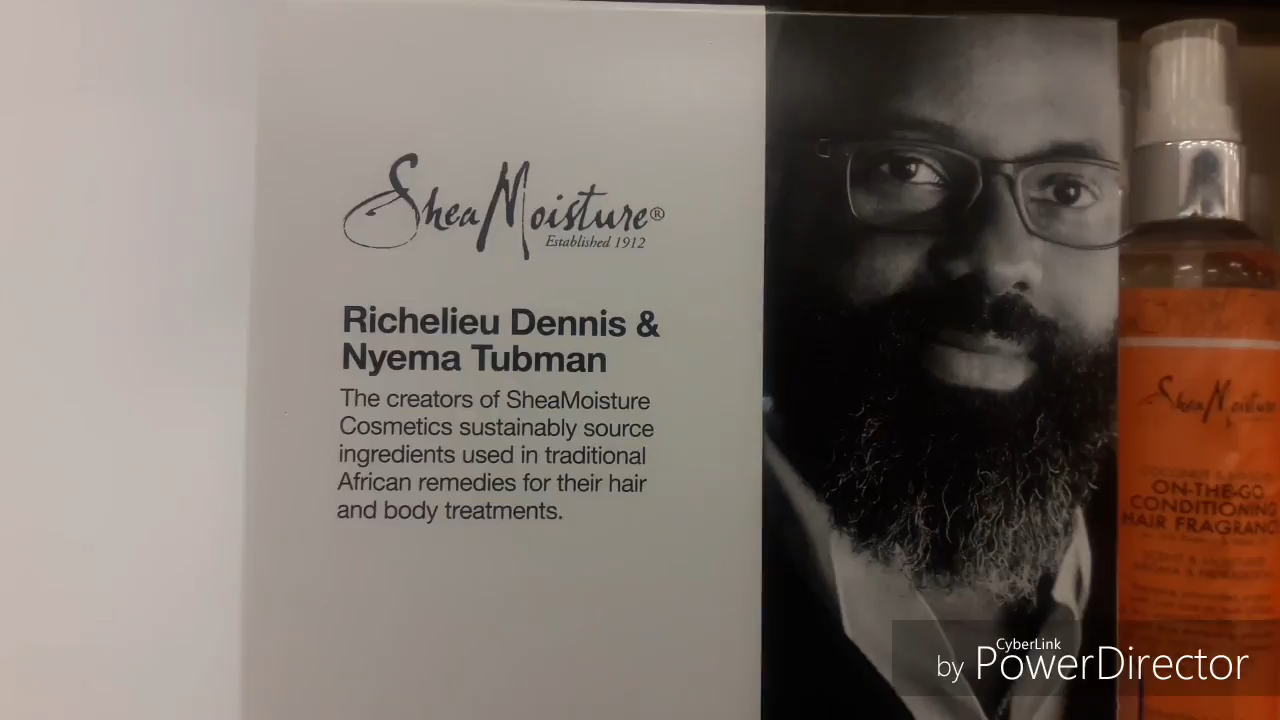 SheaMoisture®
Established 1912
Richelieu Dennis &
Nyema Tubman
The creators of SheaMoisture
Cosmetics sustainably source
ingredients used in traditional
African remedies for their hair
and body treatments.
SheaMoisture
ON-THE-GO
CONDITIONING
HAIR FRAGRANC
CyberLink
by PowerDirector